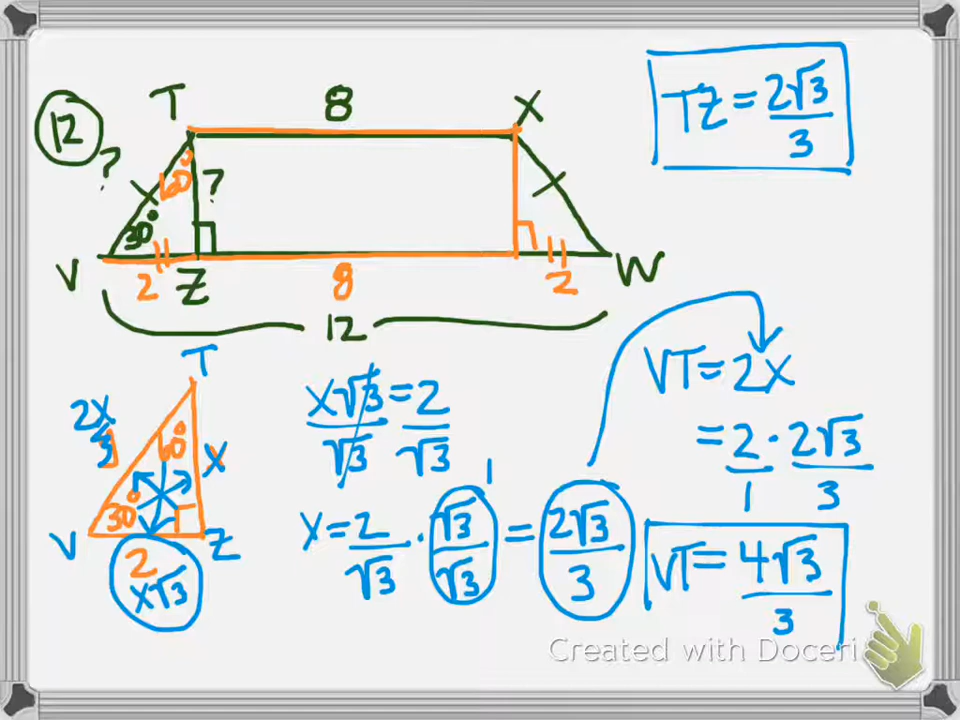 12
T 8 X
? 60° ?
30°
V 2 Z 8 2 W
12
TZ = 2√3/3
T
2x 60° x
30°
V 2 Z
x√3
x√3/√3 = 2/√3
x = 2/√3 · √3/√3 = 2√3/3
1
VT = 2x
= 2/1 · 2√3/3
VT = 4√3/3
Created with Doceri